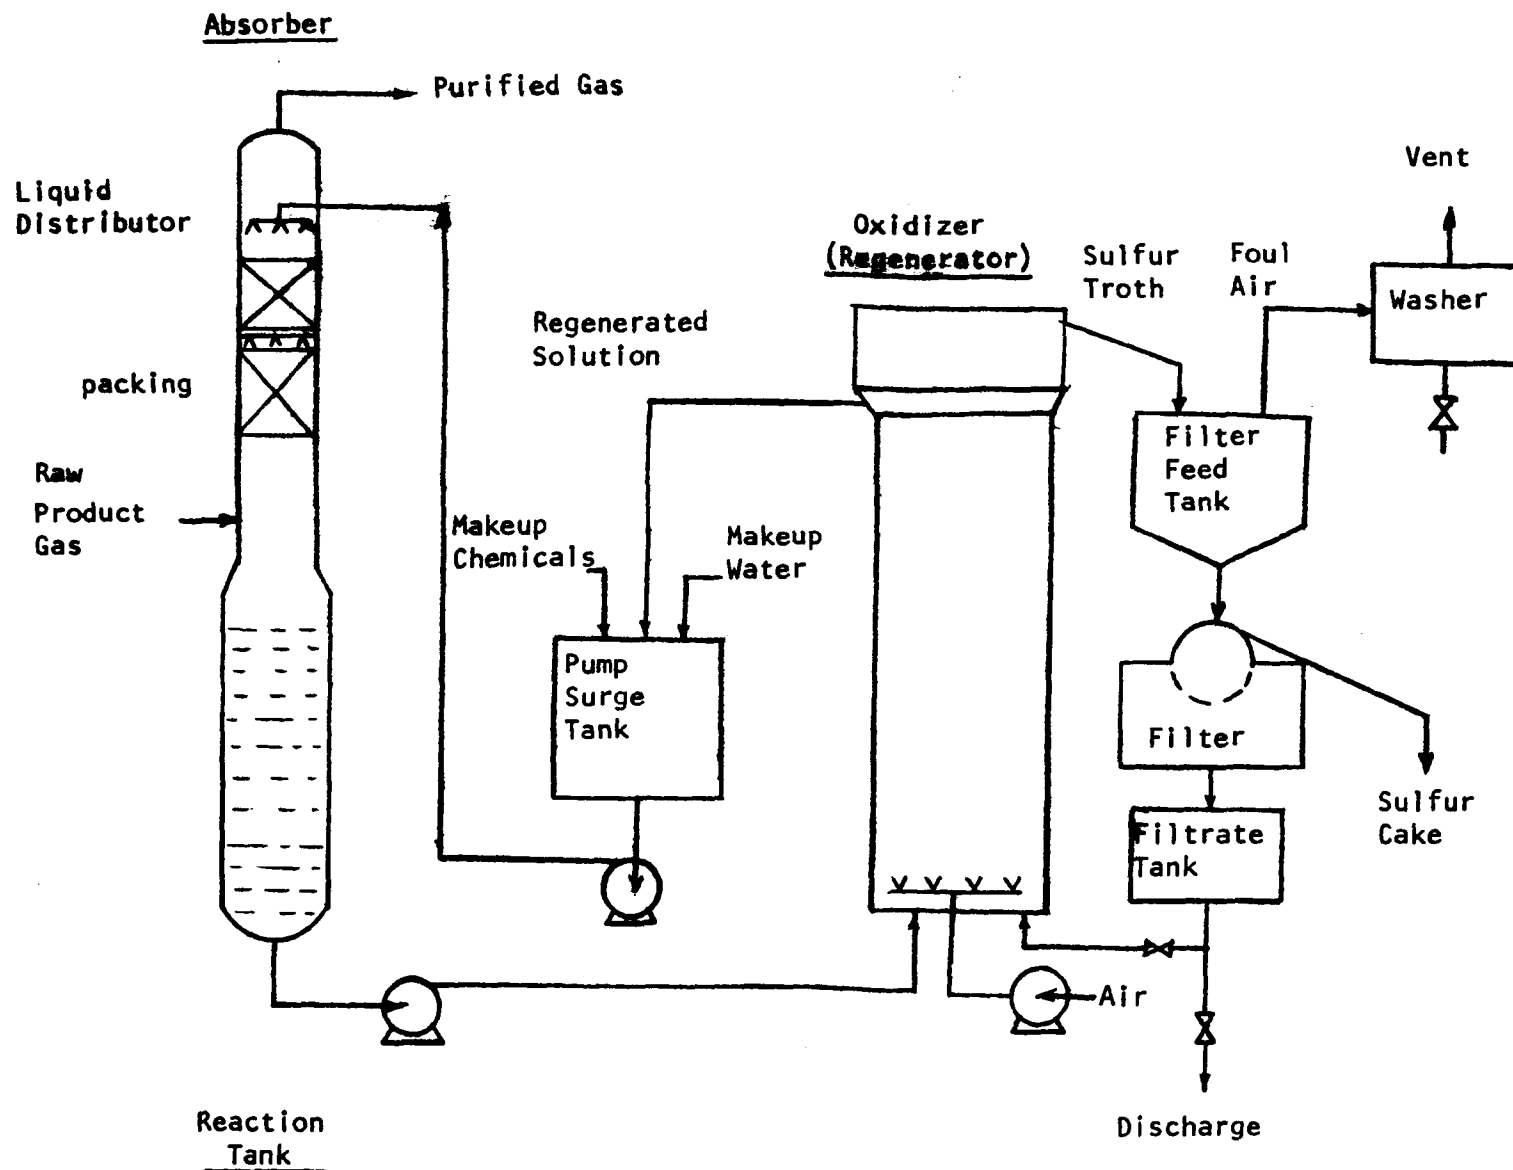 Absorber
Purified Gas
Vent
Liquid
Distributor
Oxidizer
(Regenerator)
Sulfur
Troth
Foul
Air
Washer
Regenerated
Solution
packing
Filter
Feed
Tank
Raw
Product
Gas
Makeup
Chemicals
Makeup
Water
Pump
Surge
Tank
Filter
Sulfur
Cake
Filtrate
Tank
Air
Reaction
Tank
Discharge